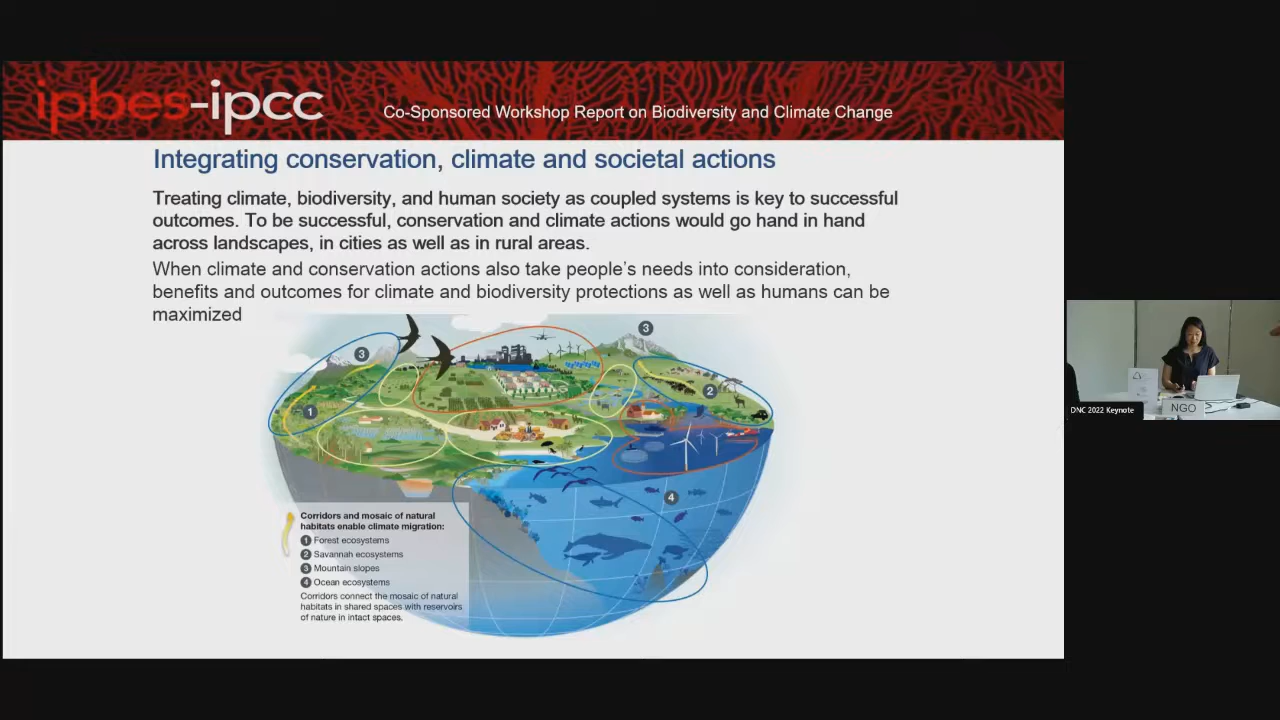 ipbes-ipcc
Co-Sponsored Workshop Report on Biodiversity and Climate Change
Integrating conservation, climate and societal actions
Treating climate, biodiversity, and human society as coupled systems is key to successful
outcomes. To be successful, conservation and climate actions would go hand in hand
across landscapes, in cities as well as in rural areas.
When climate and conservation actions also take people's needs into consideration,
benefits and outcomes for climate and biodiversity protections as well as humans can be
maximized
3
3
2
1
4
Corridors and mosaic of natural
habitats enable climate migration:
1 Forest ecosystems
2 Savannah ecosystems
3 Mountain slopes
4 Ocean ecosystems
Corridors connect the mosaic of natural
habitats in shared spaces with reservoirs
of nature in intact spaces.
DNC 2022 Keynote
NGO